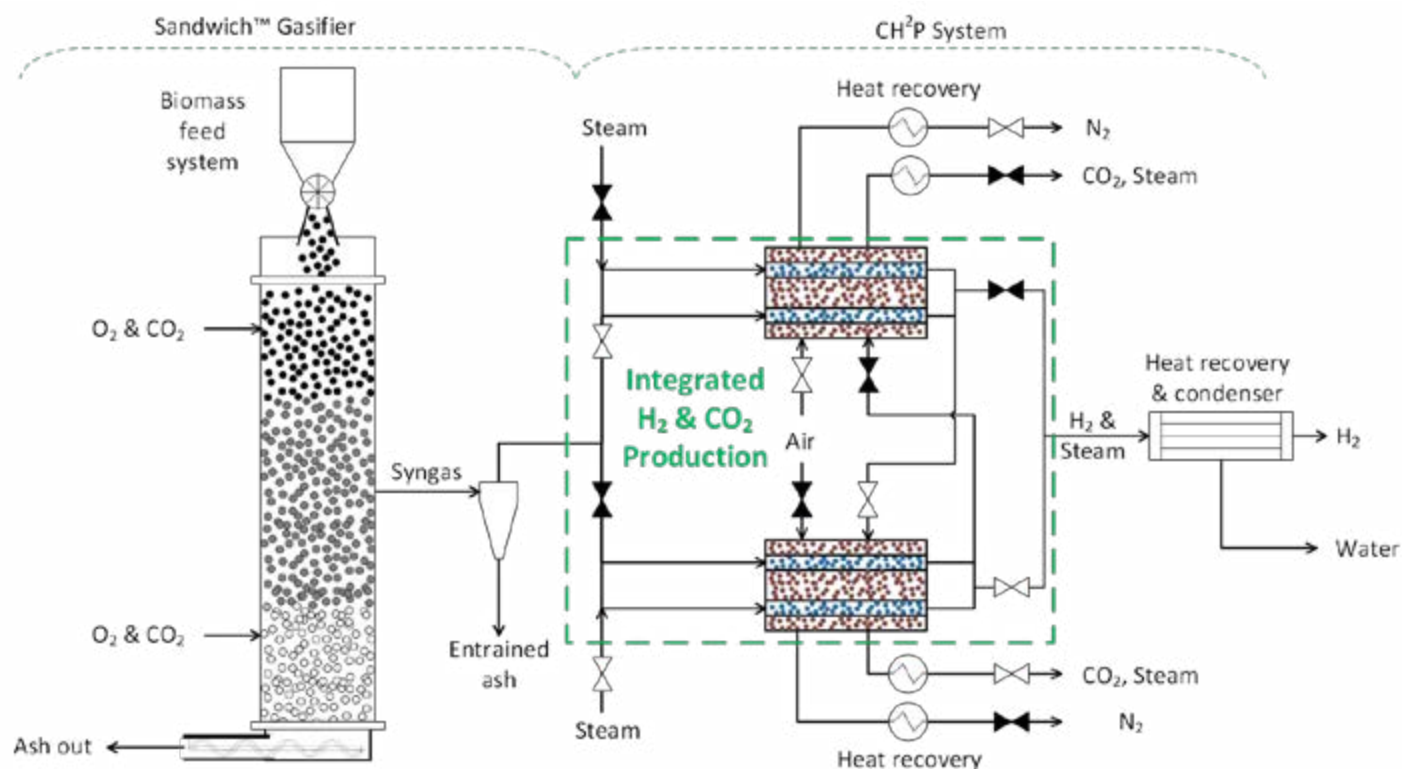 Sandwich™ Gasifier
CH²P System
Biomass
feed
system
Steam
Heat recovery
N₂
CO₂, Steam
O₂ & CO₂
Integrated
H₂ & CO₂
Production
Air
Heat recovery
& condenser
H₂ &
Steam
H₂
Syngas
Water
O₂ & CO₂
Entrained
ash
CO₂, Steam
Steam
N₂
Ash out
Heat recovery